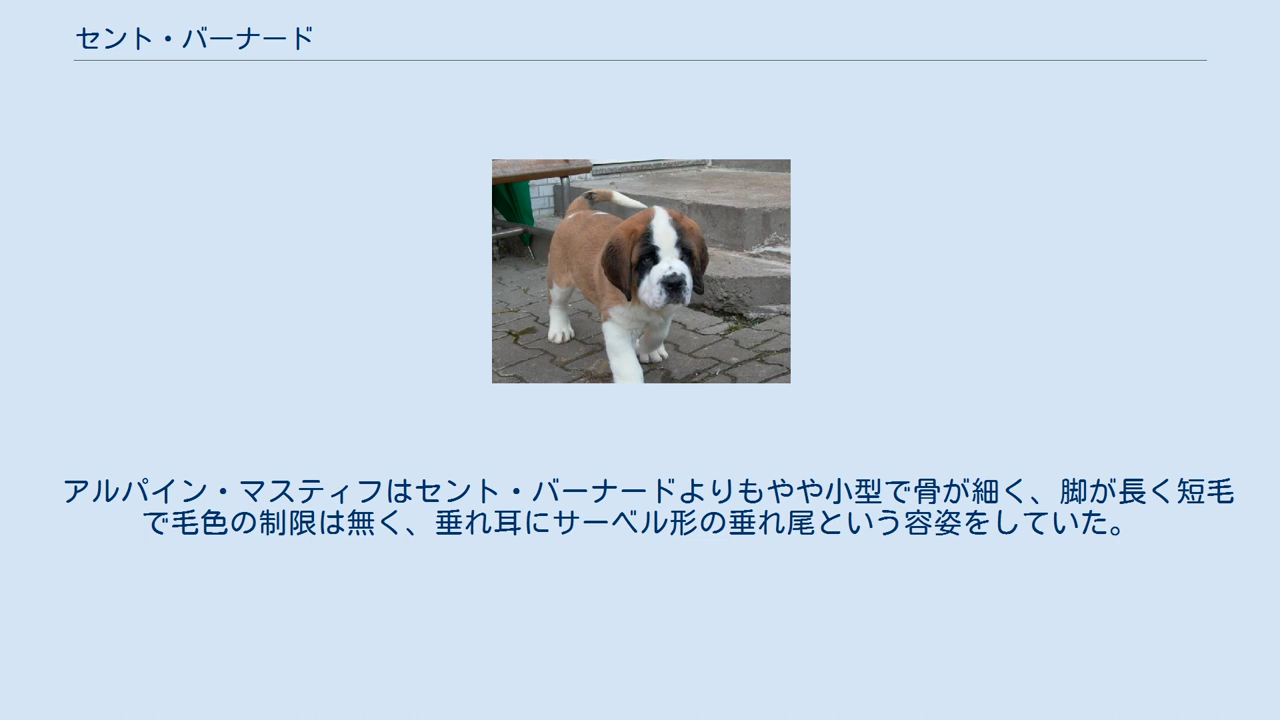 セント・バーナード
アルパイン・マスティフはセント・バーナードよりもやや小型で骨が細く、脚が長く短毛
で毛色の制限は無く、垂れ耳にサーベル形の垂れ尾という容姿をしていた。